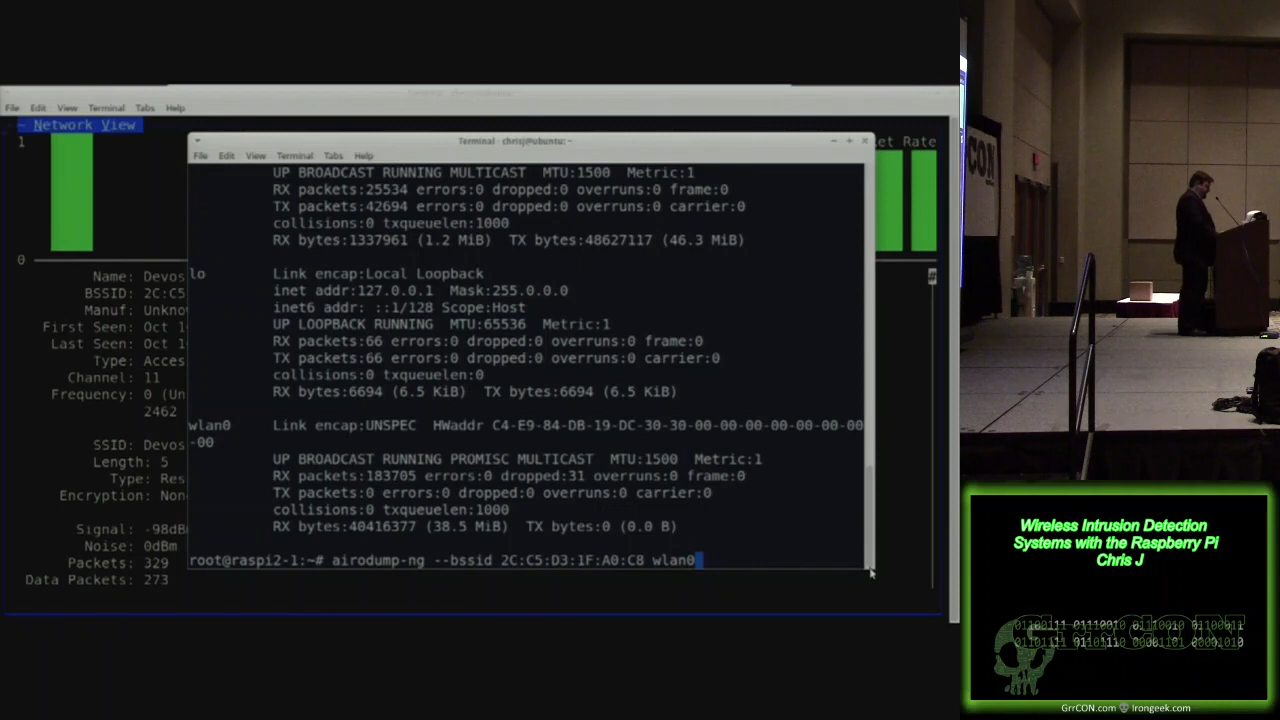 File Edit View Terminal Tabs Help
~ Network View
1
et Rate
0
Name: Devos
BSSID: 2C:C5
Manuf: Unkno
First Seen: Oct 1
Last Seen: Oct 1
Type: Acces
Channel: 11
Frequency: 0 (Un
2462
SSID: Devos
Length: 5
Type: Res
Encryption: Non
Signal: -98dB
Noise: 0dBm
Packets: 329
Data Packets: 273
#
Terminal - chrisj@ubuntu: ~
File Edit View Terminal Tabs Help
UP BROADCAST RUNNING MULTICAST MTU:1500 Metric:1
RX packets:25534 errors:0 dropped:0 overruns:0 frame:0
TX packets:42694 errors:0 dropped:0 overruns:0 carrier:0
collisions:0 txqueuelen:1000
RX bytes:1337961 (1.2 MiB) TX bytes:48627117 (46.3 MiB)
lo Link encap:Local Loopback
inet addr:127.0.0.1 Mask:255.0.0.0
inet6 addr: ::1/128 Scope:Host
UP LOOPBACK RUNNING MTU:65536 Metric:1
RX packets:66 errors:0 dropped:0 overruns:0 frame:0
TX packets:66 errors:0 dropped:0 overruns:0 carrier:0
collisions:0 txqueuelen:0
RX bytes:6694 (6.5 KiB) TX bytes:6694 (6.5 KiB)
wlan0 Link encap:UNSPEC HWaddr C4-E9-84-DB-19-DC-30-30-00-00-00-00-00-00-00
-00
UP BROADCAST RUNNING PROMISC MULTICAST MTU:1500 Metric:1
RX packets:183705 errors:0 dropped:31 overruns:0 frame:0
TX packets:0 errors:0 dropped:0 overruns:0 carrier:0
collisions:0 txqueuelen:1000
RX bytes:40416377 (38.5 MiB) TX bytes:0 (0.0 B)
root@raspi2-1:~# airodump-ng --bssid 2C:C5:D3:1F:A0:C8 wlan0
CON
Wireless Intrusion Detection
Systems with the Raspberry Pi
Chris J
01100111 01110010 01110010 01100011
GrrCON
01101111 01101110 00001101 00001010
GrrCON.com Irongeek.com